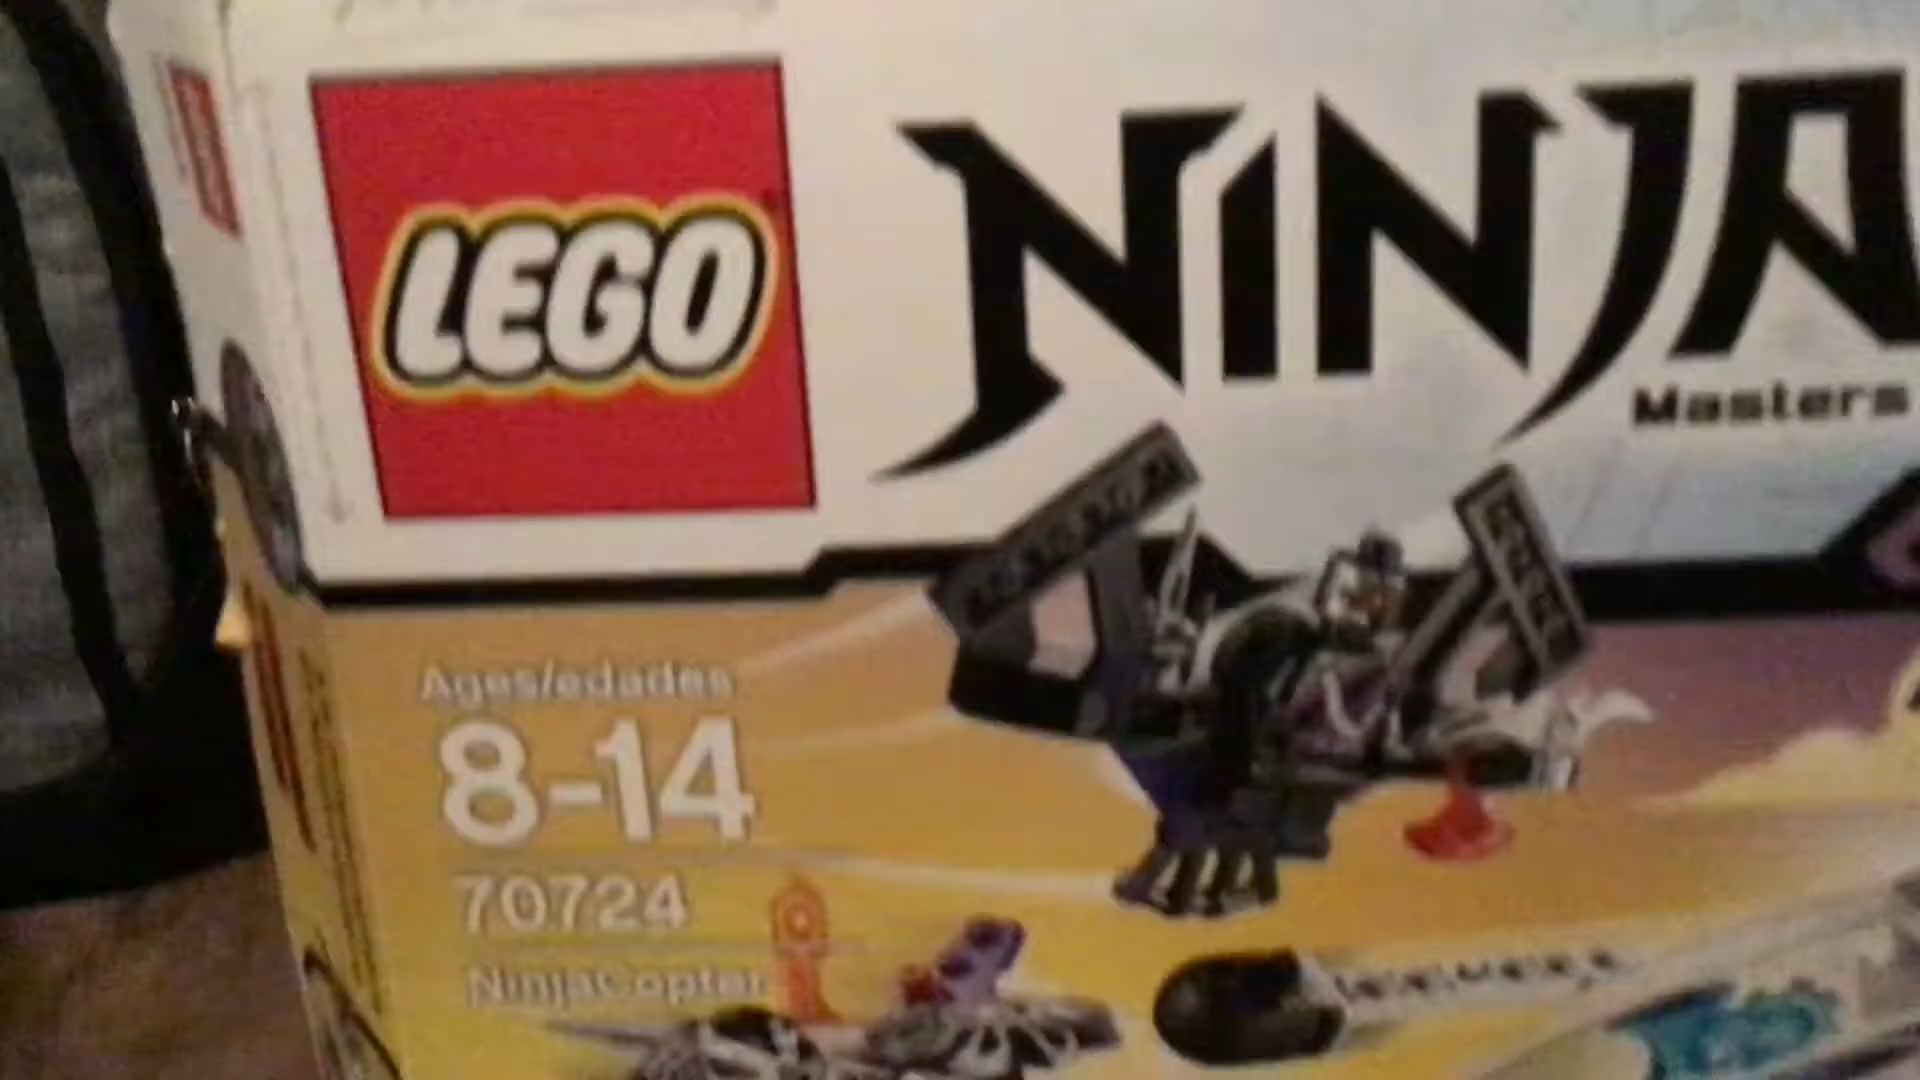 LEGO
NINJA
Masters
Ages/edades
8-14
70724
NinjaCopter